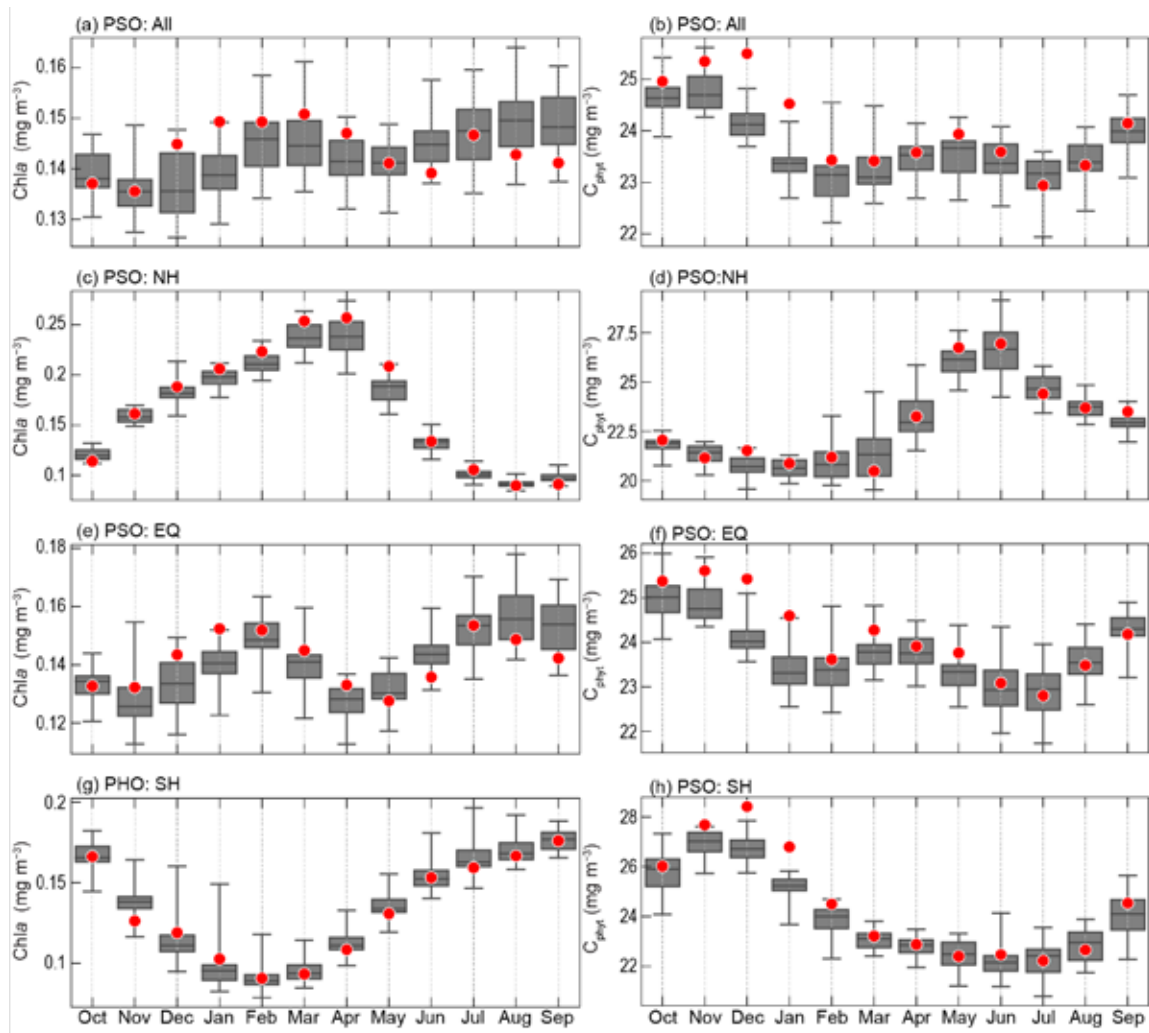 (a) PSO: All
(b) PSO: All
Chla (mg m⁻³)
0.16
0.15
0.14
0.13
C_phyt (mg m⁻³)
25
24
23
22
(c) PSO: NH
(d) PSO:NH
Chla (mg m⁻³)
0.25
0.2
0.15
0.1
C_phyt (mg m⁻³)
27.5
25
22.5
20
(e) PSO: EQ
(f) PSO: EQ
Chla (mg m⁻³)
0.18
0.16
0.14
0.12
C_phyt (mg m⁻³)
26
25
24
23
22
(g) PHO: SH
(h) PSO: SH
Chla (mg m⁻³)
0.2
0.15
0.1
C_phyt (mg m⁻³)
28
26
24
22
Oct Nov Dec Jan Feb Mar Apr May Jun Jul Aug Sep
Oct Nov Dec Jan Feb Mar Apr May Jun Jul Aug Sep